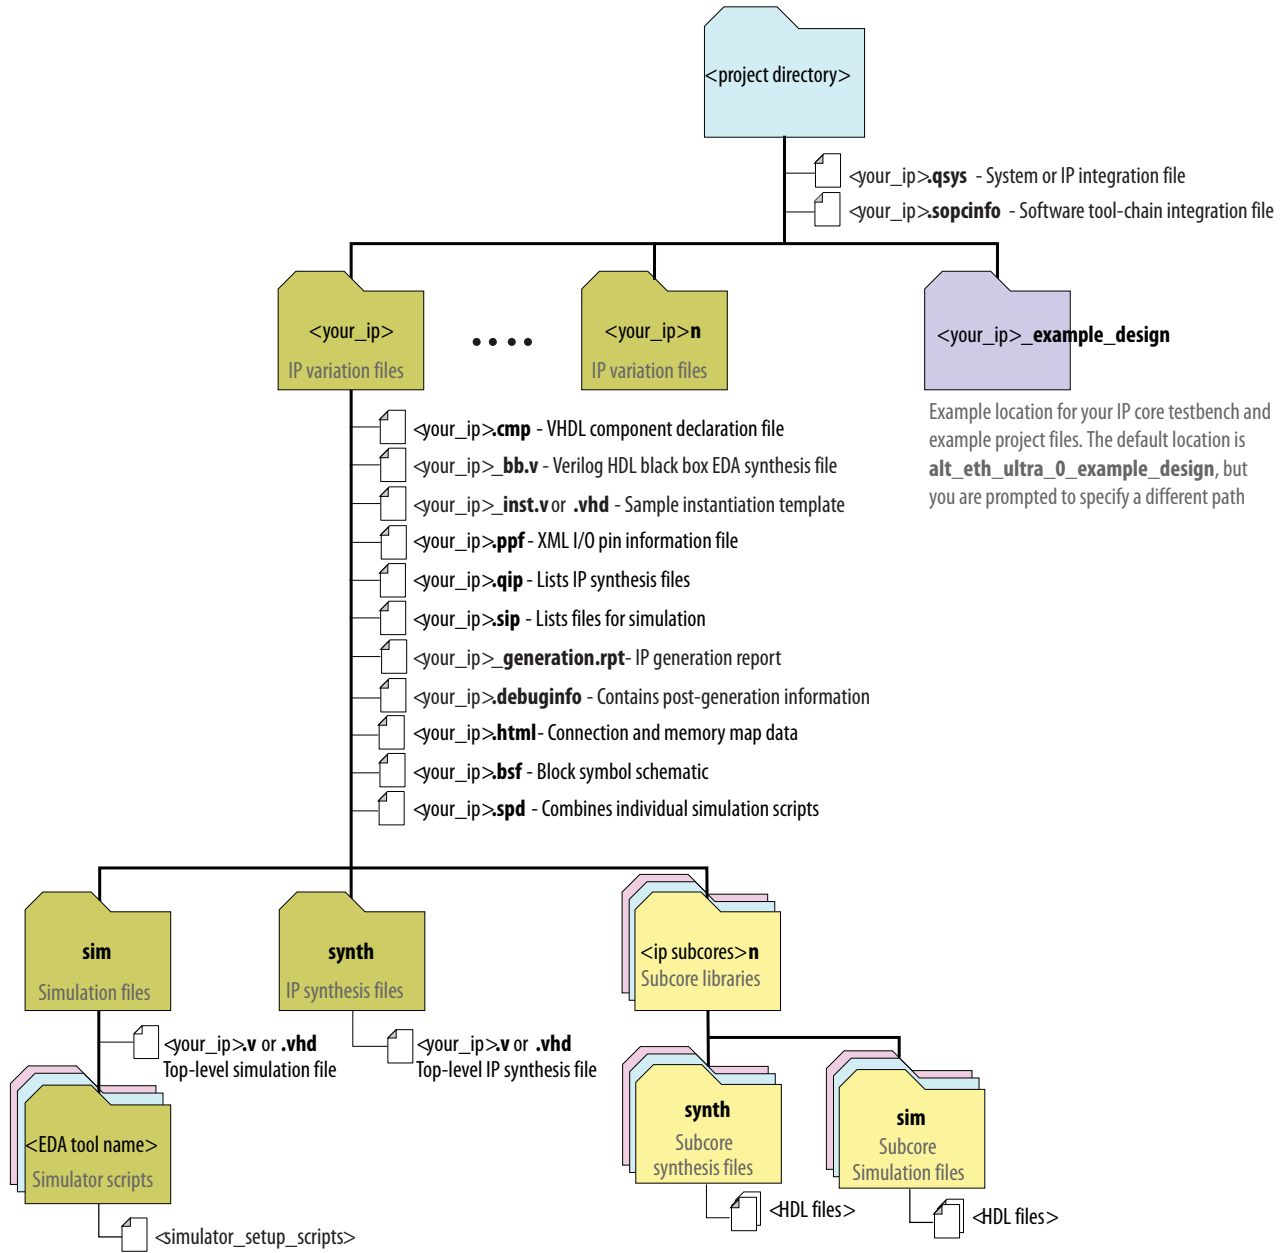 <project directory>
<your_ip>.qsys - System or IP integration file
<your_ip>.sopcinfo - Software tool-chain integration file
<your_ip>
IP variation files
<your_ip>n
IP variation files
<your_ip>_example_design
Example location for your IP core testbench and
example project files. The default location is
alt_eth_ultra_0_example_design, but
you are prompted to specify a different path
<your_ip>.cmp - VHDL component declaration file
<your_ip>_bb.v - Verilog HDL black box EDA synthesis file
<your_ip>_inst.v or .vhd - Sample instantiation template
<your_ip>.ppf - XML I/O pin information file
<your_ip>.qip - Lists IP synthesis files
<your_ip>.sip - Lists files for simulation
<your_ip>_generation.rpt- IP generation report
<your_ip>.debuginfo - Contains post-generation information
<your_ip>.html- Connection and memory map data
<your_ip>.bsf - Block symbol schematic
<your_ip>.spd - Combines individual simulation scripts
sim
Simulation files
synth
IP synthesis files
<ip subcores>n
Subcore libraries
<your_ip>.v or .vhd
Top-level simulation file
<your_ip>.v or .vhd
Top-level IP synthesis file
<EDA tool name>
Simulator scripts
<simulator_setup_scripts>
synth
Subcore
synthesis files
<HDL files>
sim
Subcore
Simulation files
<HDL files>